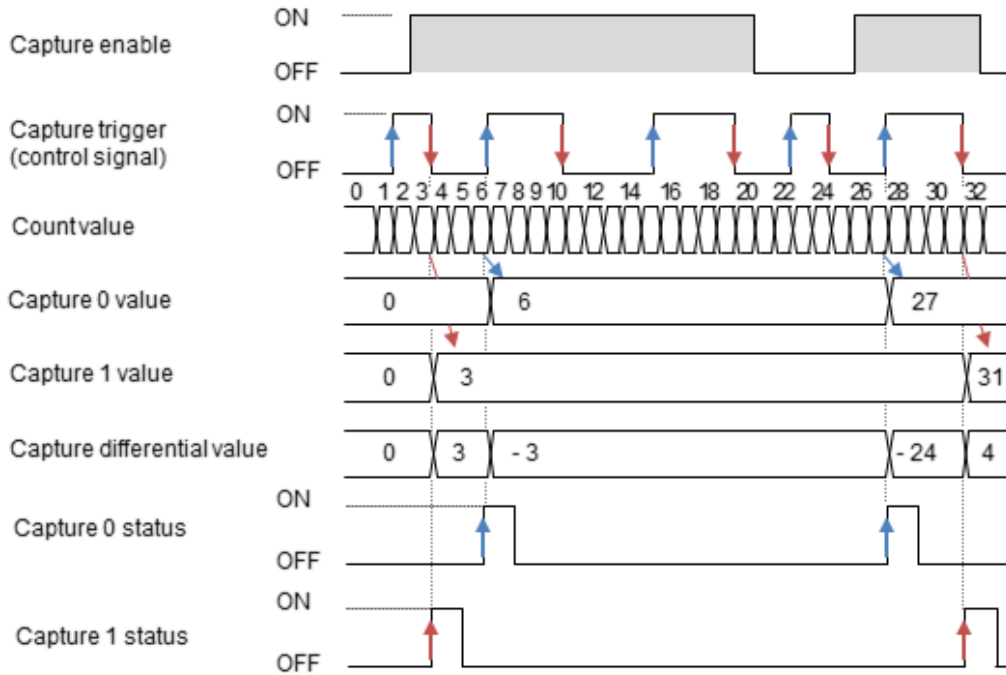 ON
Capture enable
OFF
ON
Capture trigger
(control signal)
OFF
0 1 2 3 4 5 6 7 8 9 10 12 14 16 18 20 22 24 26 28 30 32
Count value
Capture 0 value 0 6 27
Capture 1 value 0 3 31
Capture differential value 0 3 - 3 - 24 4
ON
Capture 0 status
OFF
ON
Capture 1 status
OFF